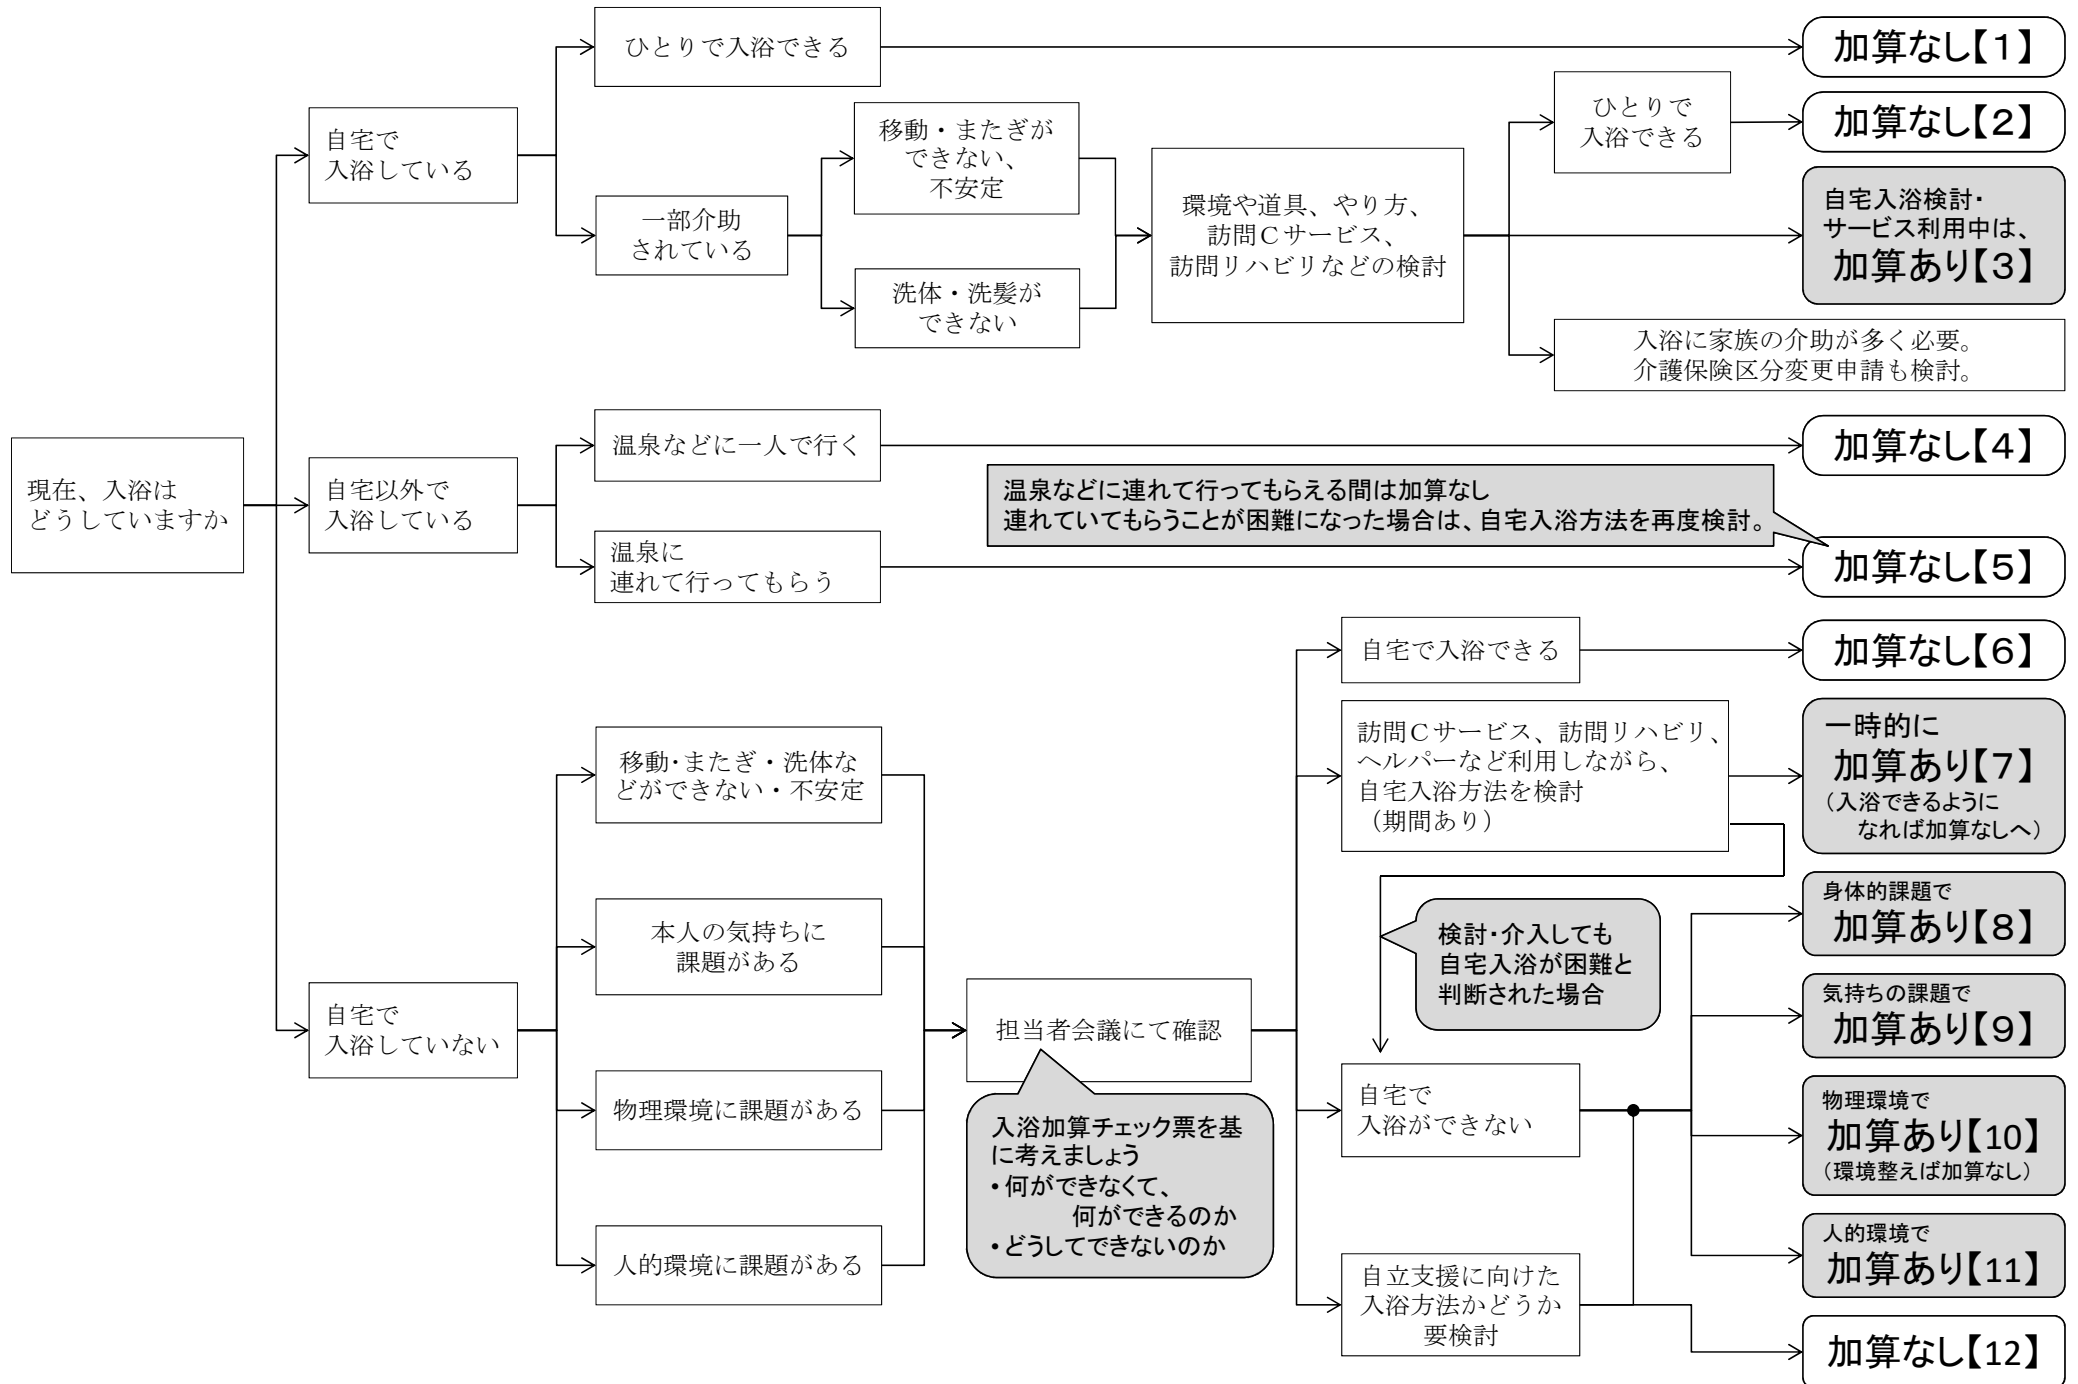 現在、入浴は
どうしていますか
自宅で
入浴している
ひとりで入浴できる
加算なし【1】
一部介助
されている
移動・またぎが
できない、
不安定
洗体・洗髪が
できない
環境や道具、やり方、
訪問Cサービス、
訪問リハビリなどの検討
ひとりで
入浴できる
加算なし【2】
自宅入浴検討・
サービス利用中は、
加算あり【3】
入浴に家族の介助が多く必要。
介護保険区分変更申請も検討。
自宅以外で
入浴している
温泉などに一人で行く
加算なし【4】
温泉などに連れて行ってもらえる間は加算なし
連れていてもらうことが困難になった場合は、自宅入浴方法を再度検討。
温泉に
連れて行ってもらう
加算なし【5】
自宅で
入浴していない
移動・またぎ・洗体な
どができない・不安定
本人の気持ちに
課題がある
物理環境に課題がある
人的環境に課題がある
担当者会議にて確認
入浴加算チェック票を基
に考えましょう
・何ができなくて、
何ができるのか
・どうしてできないのか
自宅で入浴できる
加算なし【6】
訪問Cサービス、訪問リハビリ、
ヘルパーなど利用しながら、
自宅入浴方法を検討
（期間あり）
一時的に
加算あり【7】
（入浴できるように
なれば加算なしへ）
検討・介入しても
自宅入浴が困難と
判断された場合
自宅で
入浴ができない
身体的課題で
加算あり【8】
気持ちの課題で
加算あり【9】
物理環境で
加算あり【10】
（環境整えば加算なし）
人的環境で
加算あり【11】
自立支援に向けた
入浴方法かどうか
要検討
加算なし【12】